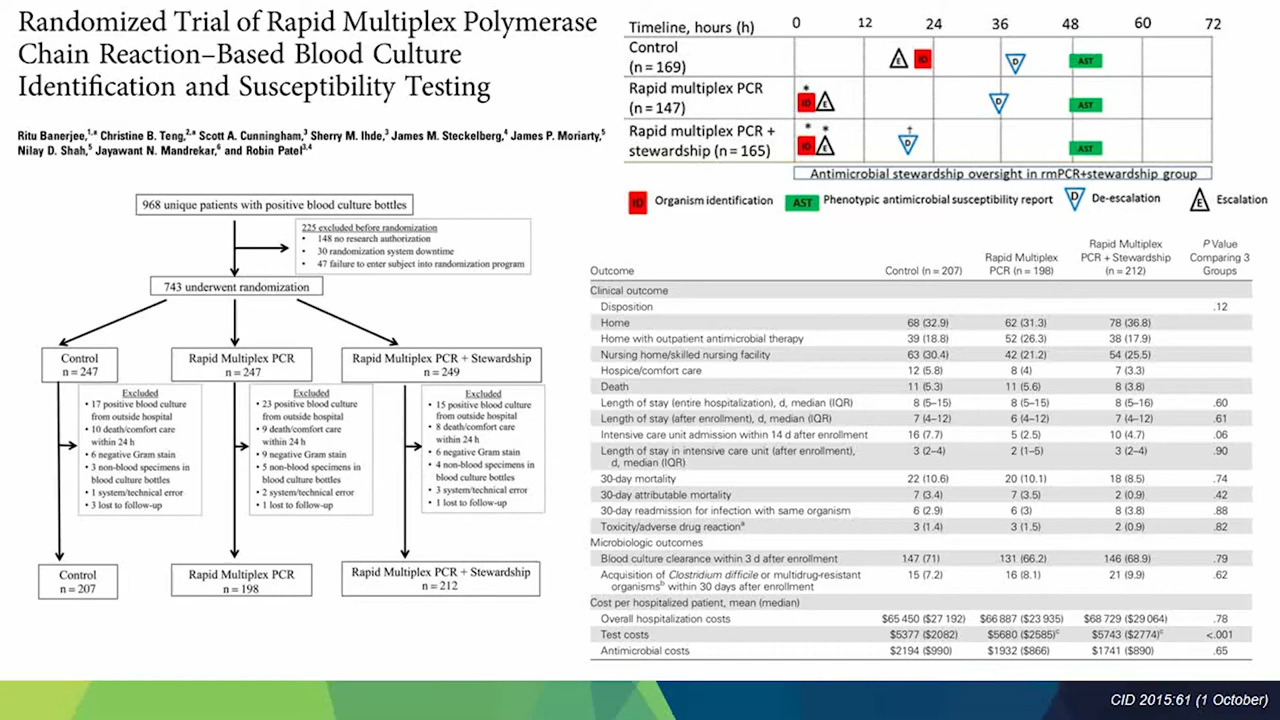 Randomized Trial of Rapid Multiplex Polymerase
Chain Reaction–Based Blood Culture
Identification and Susceptibility Testing
Ritu Banerjee,1,a Christine B. Teng,2,a Scott A. Cunningham,3 Sherry M. Ihde,3 James M. Steckelberg,4 James P. Moriarty,5
Nilay D. Shah,5 Jayawant N. Mandrekar,6 and Robin Patel3,4
968 unique patients with positive blood culture bottles
225 excluded before randomization
• 148 no research authorization
• 30 randomization system downtime
• 47 failure to enter subject into randomization program
743 underwent randomization
Control
n = 247
Rapid Multiplex PCR
n = 247
Rapid Multiplex PCR + Stewardship
n = 249
Excluded
• 17 positive blood culture
from outside hospital
• 10 death/comfort care
within 24 h
• 6 negative Gram stain
• 3 non-blood specimens in
blood culture bottles
• 1 system/technical error
• 3 lost to follow-up
Excluded
• 23 positive blood culture
from outside hospital
• 9 death/comfort care
within 24 h
• 9 negative Gram stain
• 5 non-blood specimens in
blood culture bottles
• 2 system/technical error
• 1 lost to follow-up
Excluded
• 15 positive blood culture
from outside hospital
• 8 death/comfort care
within 24 h
• 6 negative Gram stain
• 4 non-blood specimens in
blood culture bottles
• 3 system/technical error
• 1 lost to follow-up
Control
n= 207
Rapid Multiplex PCR
n= 198
Rapid Multiplex PCR + Stewardship
n= 212
Timeline, hours (h) 0 12 24 36 48 60 72
Control
(n = 169) E ID D AST
Rapid multiplex PCR
(n = 147) * ID E D AST
Rapid multiplex PCR +
stewardship (n = 165) * ID * E † D AST
Antimicrobial stewardship oversight in rmPCR+stewardship group
ID Organism identification AST Phenotypic antimicrobial susceptibility report D De-escalation E Escalation
Outcome Control (n = 207) Rapid Multiplex PCR (n = 198) Rapid Multiplex PCR + Stewardship (n = 212) P Value Comparing 3 Groups
Clinical outcome
Disposition .12
Home 68 (32.9) 62 (31.3) 78 (36.8)
Home with outpatient antimicrobial therapy 39 (18.8) 52 (26.3) 38 (17.9)
Nursing home/skilled nursing facility 63 (30.4) 42 (21.2) 54 (25.5)
Hospice/comfort care 12 (5.8) 8 (4) 7 (3.3)
Death 11 (5.3) 11 (5.6) 8 (3.8)
Length of stay (entire hospitalization), d, median (IQR) 8 (5–15) 8 (5–15) 8 (5–16) .60
Length of stay (after enrollment), d, median (IQR) 7 (4–12) 6 (4–12) 7 (4–12) .61
Intensive care unit admission within 14 d after enrollment 16 (7.7) 5 (2.5) 10 (4.7) .06
Length of stay in intensive care unit (after enrollment), 3 (2–4) 2 (1–5) 3 (2–4) .90
d, median (IQR)
30-day mortality 22 (10.6) 20 (10.1) 18 (8.5) .74
30-day attributable mortality 7 (3.4) 7 (3.5) 2 (0.9) .42
30-day readmission for infection with same organism 6 (2.9) 6 (3) 8 (3.8) .88
Toxicity/adverse drug reactiona 3 (1.4) 3 (1.5) 2 (0.9) .82
Microbiologic outcomes
Blood culture clearance within 3 d after enrollment 147 (71) 131 (66.2) 146 (68.9) .79
Acquisition of Clostridium difficile or multidrug-resistant 15 (7.2) 16 (8.1) 21 (9.9) .62
organismsb within 30 days after enrollment
Cost per hospitalized patient, mean (median)
Overall hospitalization costs $65 450 ($27 192) $66 887 ($23 935) $68 729 ($29 064) .78
Test costs $5377 ($2082) $5680 ($2585)c $5743 ($2774)c <.001
Antimicrobial costs $2194 ($990) $1932 ($866) $1741 ($890) .65
CID 2015:61 (1 October)